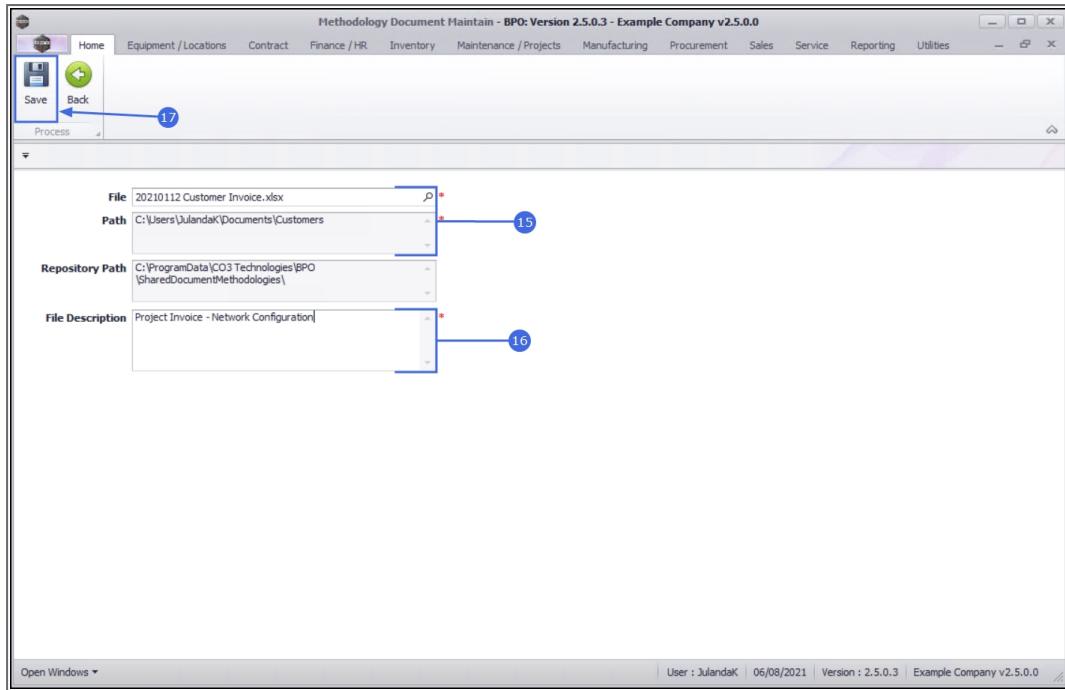 Methodology Document Maintain - BPO: Version 2.5.0.3 - Example Company v2.5.0.0
Home Equipment / Locations Contract Finance / HR Inventory Maintenance / Projects Manufacturing Procurement Sales Service Reporting Utilities
Save Back
17
Process
File 20210112 Customer Invoice.xlsx *
Path C:\Users\JulandaK\Documents\Customers *
15
Repository Path C:\ProgramData\CO3 Technologies\BPO
\SharedDocumentMethodologies\
File Description Project Invoice - Network Configuration *
16
Open Windows User : JulandaK 06/08/2021 Version : 2.5.0.3 Example Company v2.5.0.0